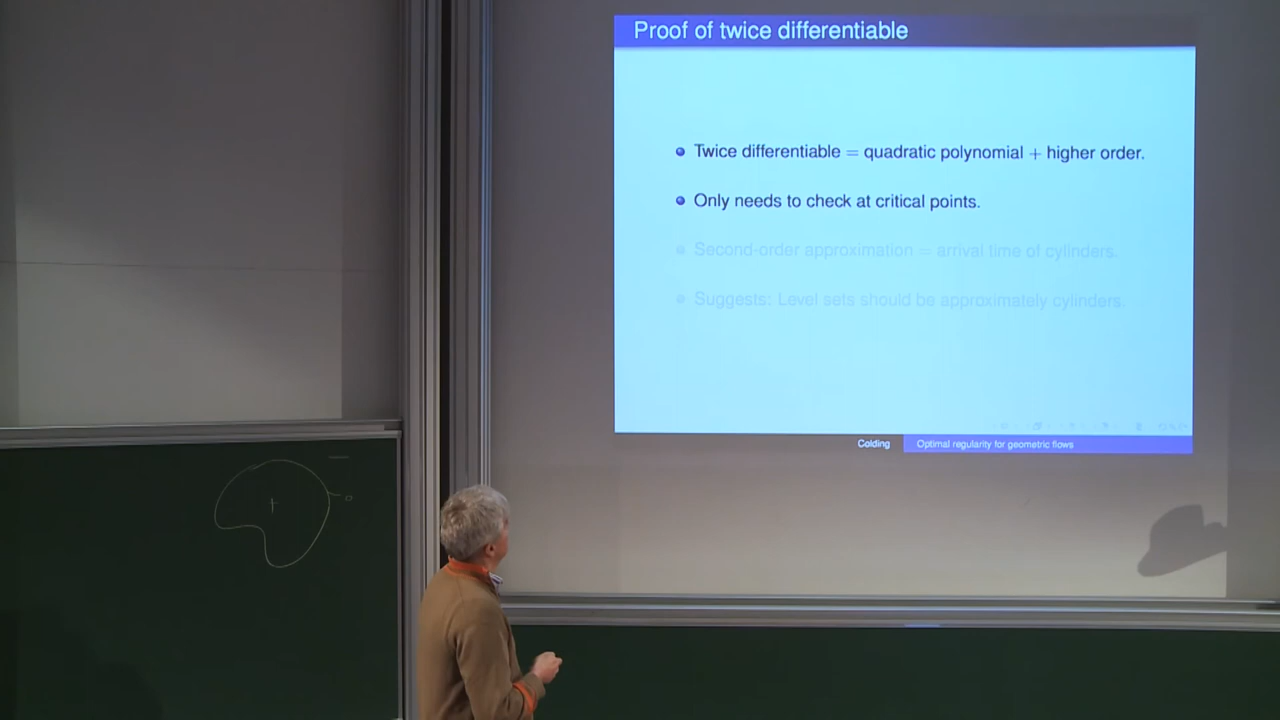 Proof of twice differentiable
Twice differentiable = quadratic polynomial + higher order.
Only needs to check at critical points.
Second-order approximation = arrival time of cylinders.
Suggests: Level sets should be approximately cylinders.
Colding
Optimal regularity for geometric flows